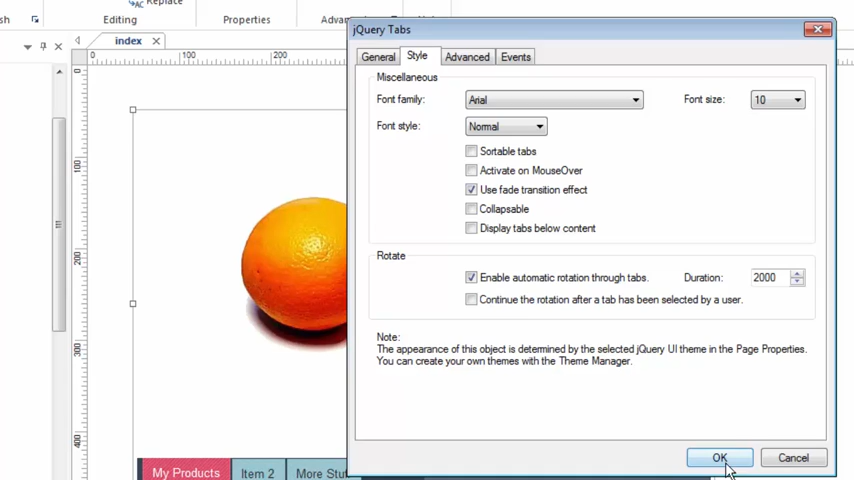 Replace
Editing
Properties
index
0
100
200
0
100
200
300
400
My Products
Item 2
jQuery Tabs
General
Style
Advanced
Events
Miscellaneous
Font family:
Arial
Font size:
10
Font style:
Normal
Sortable tabs
Activate on MouseOver
Use fade transition effect
Collapsable
Display tabs below content
Rotate
Enable automatic rotation through tabs.
Duration:
2000
Continue the rotation after a tab has been selected by a user.
Note:
The appearance of this object is determined by the selected jQuery UI theme in the Page Properties.
You can create your own themes with the Theme Manager.
OK
Cancel
More Stu